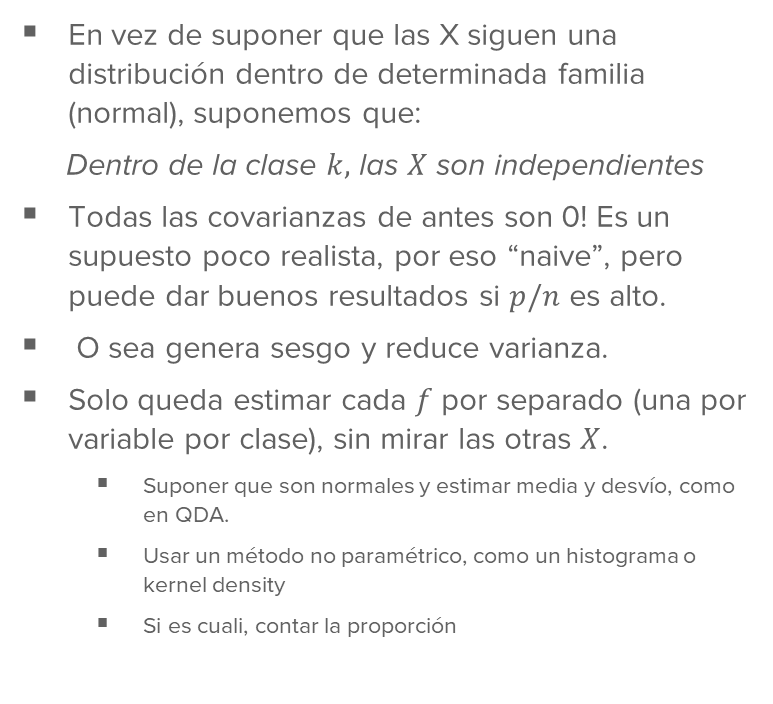 ▪ En vez de suponer que las X siguen una
distribución dentro de determinada familia
(normal), suponemos que:
Dentro de la clase k, las X son independientes
▪ Todas las covarianzas de antes son 0! Es un
supuesto poco realista, por eso “naive”, pero
puede dar buenos resultados si p/n es alto.
▪ O sea genera sesgo y reduce varianza.
▪ Solo queda estimar cada f por separado (una por
variable por clase), sin mirar las otras X.
▪ Suponer que son normales y estimar media y desvío, como
en QDA.
▪ Usar un método no paramétrico, como un histograma o
kernel density
▪ Si es cuali, contar la proporción